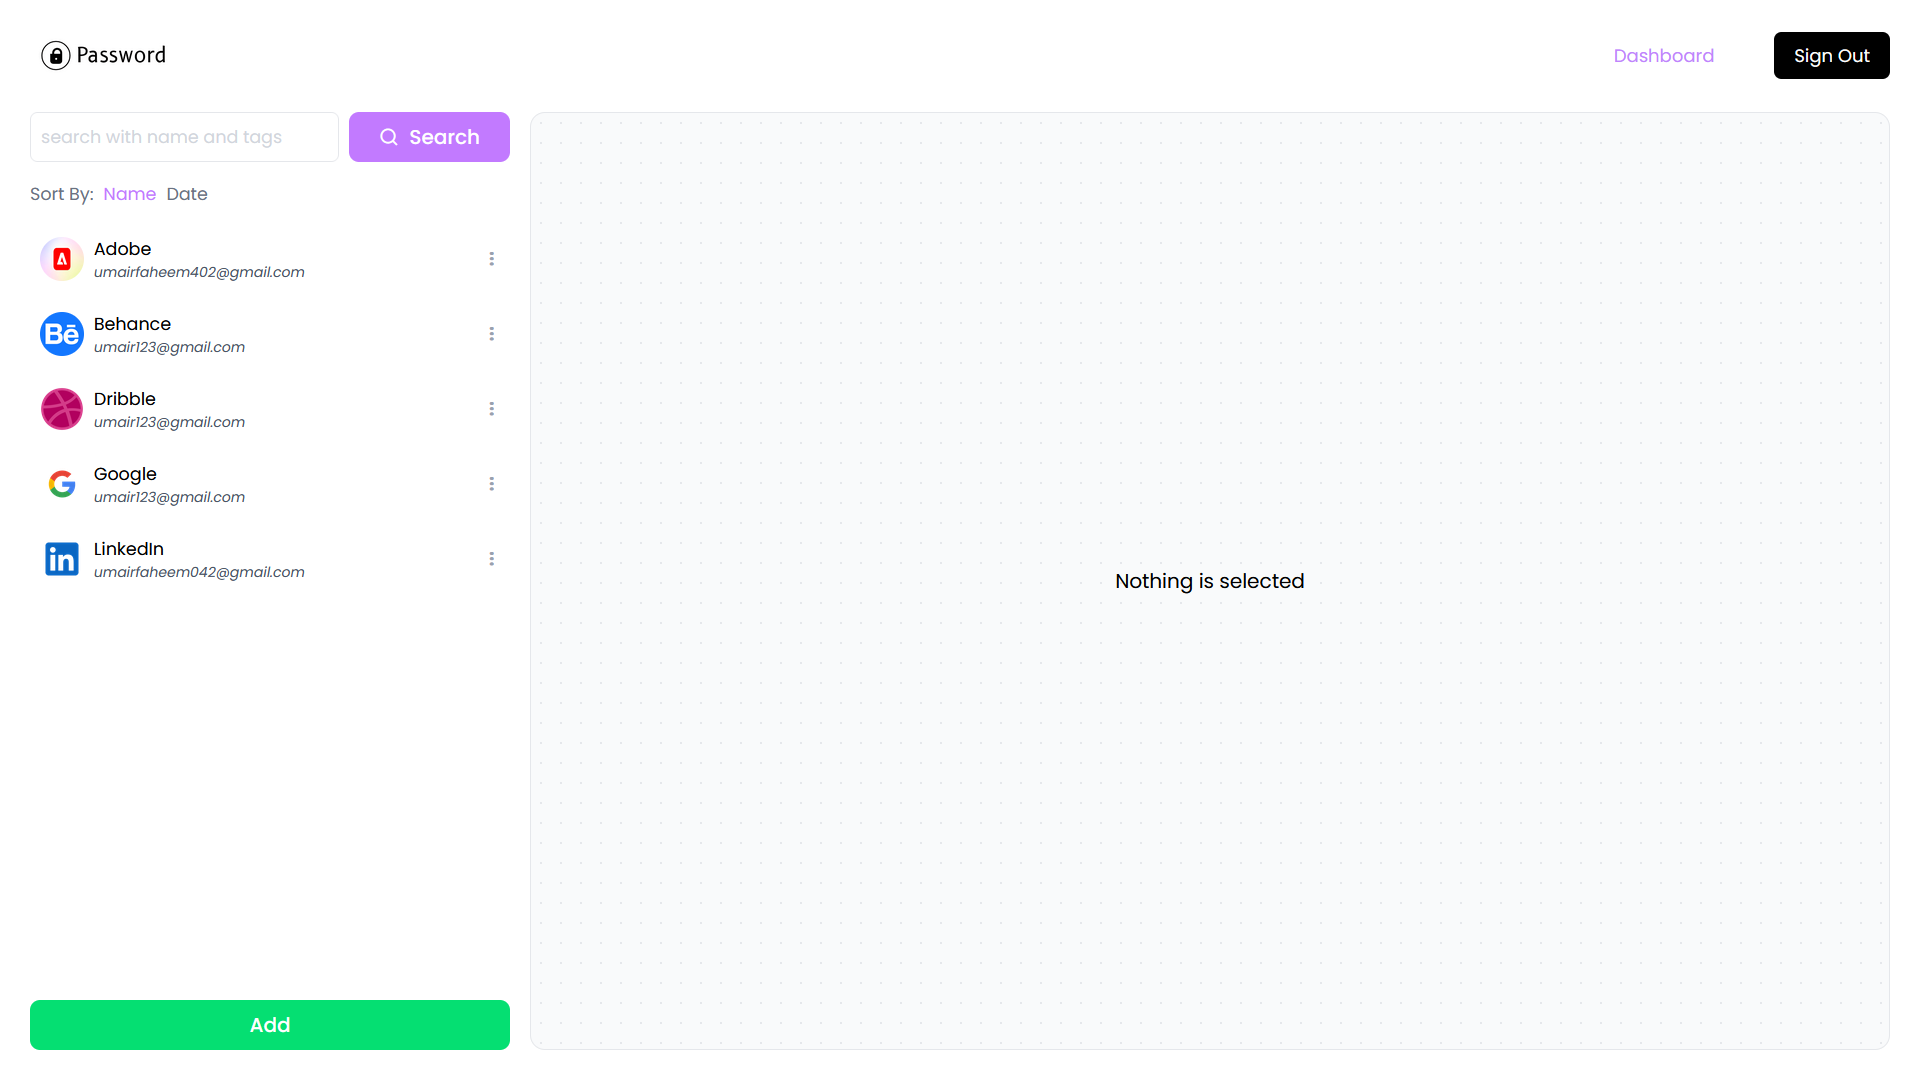 Password
Dashboard
Sign Out
search with name and tags
Search
Sort By: Name Date
Adobe
umairfaheem402@gmail.com
Bē
Behance
umair123@gmail.com
Dribble
umair123@gmail.com
G
Google
umair123@gmail.com
in
LinkedIn
umairfaheem042@gmail.com
Nothing is selected
Add